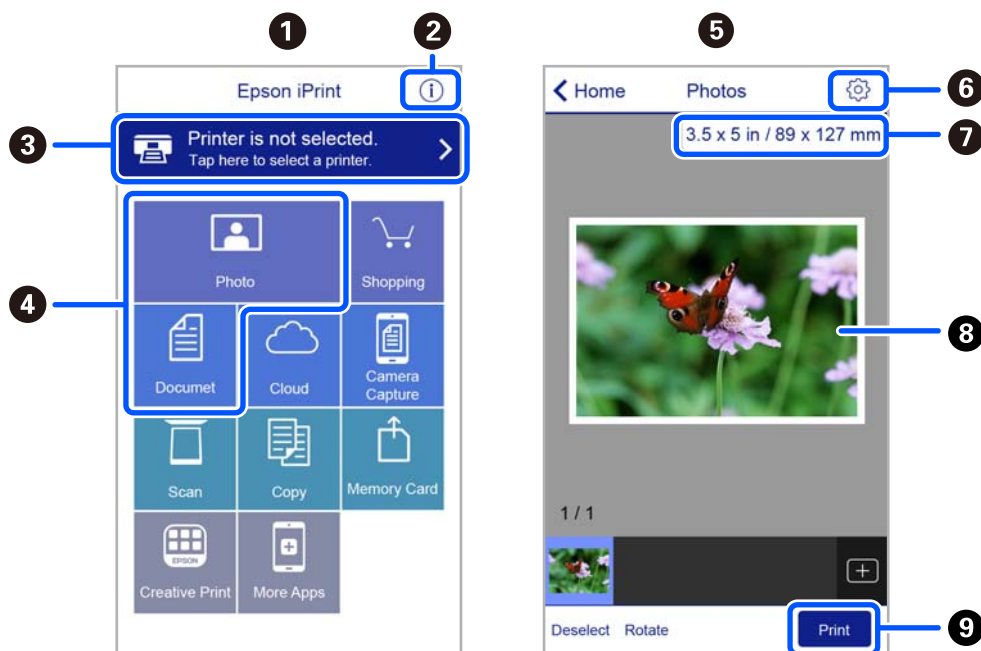 1
2
Epson iPrint
3
Printer is not selected.
Tap here to select a printer.
4
Photo
Shopping
Documet
Cloud
Camera
Capture
Scan
Copy
Memory Card
EPSON
Creative Print
More Apps
5
Home
Photos
6
3.5 x 5 in / 89 x 127 mm
7
8
1 / 1
Deselect
Rotate
Print
9